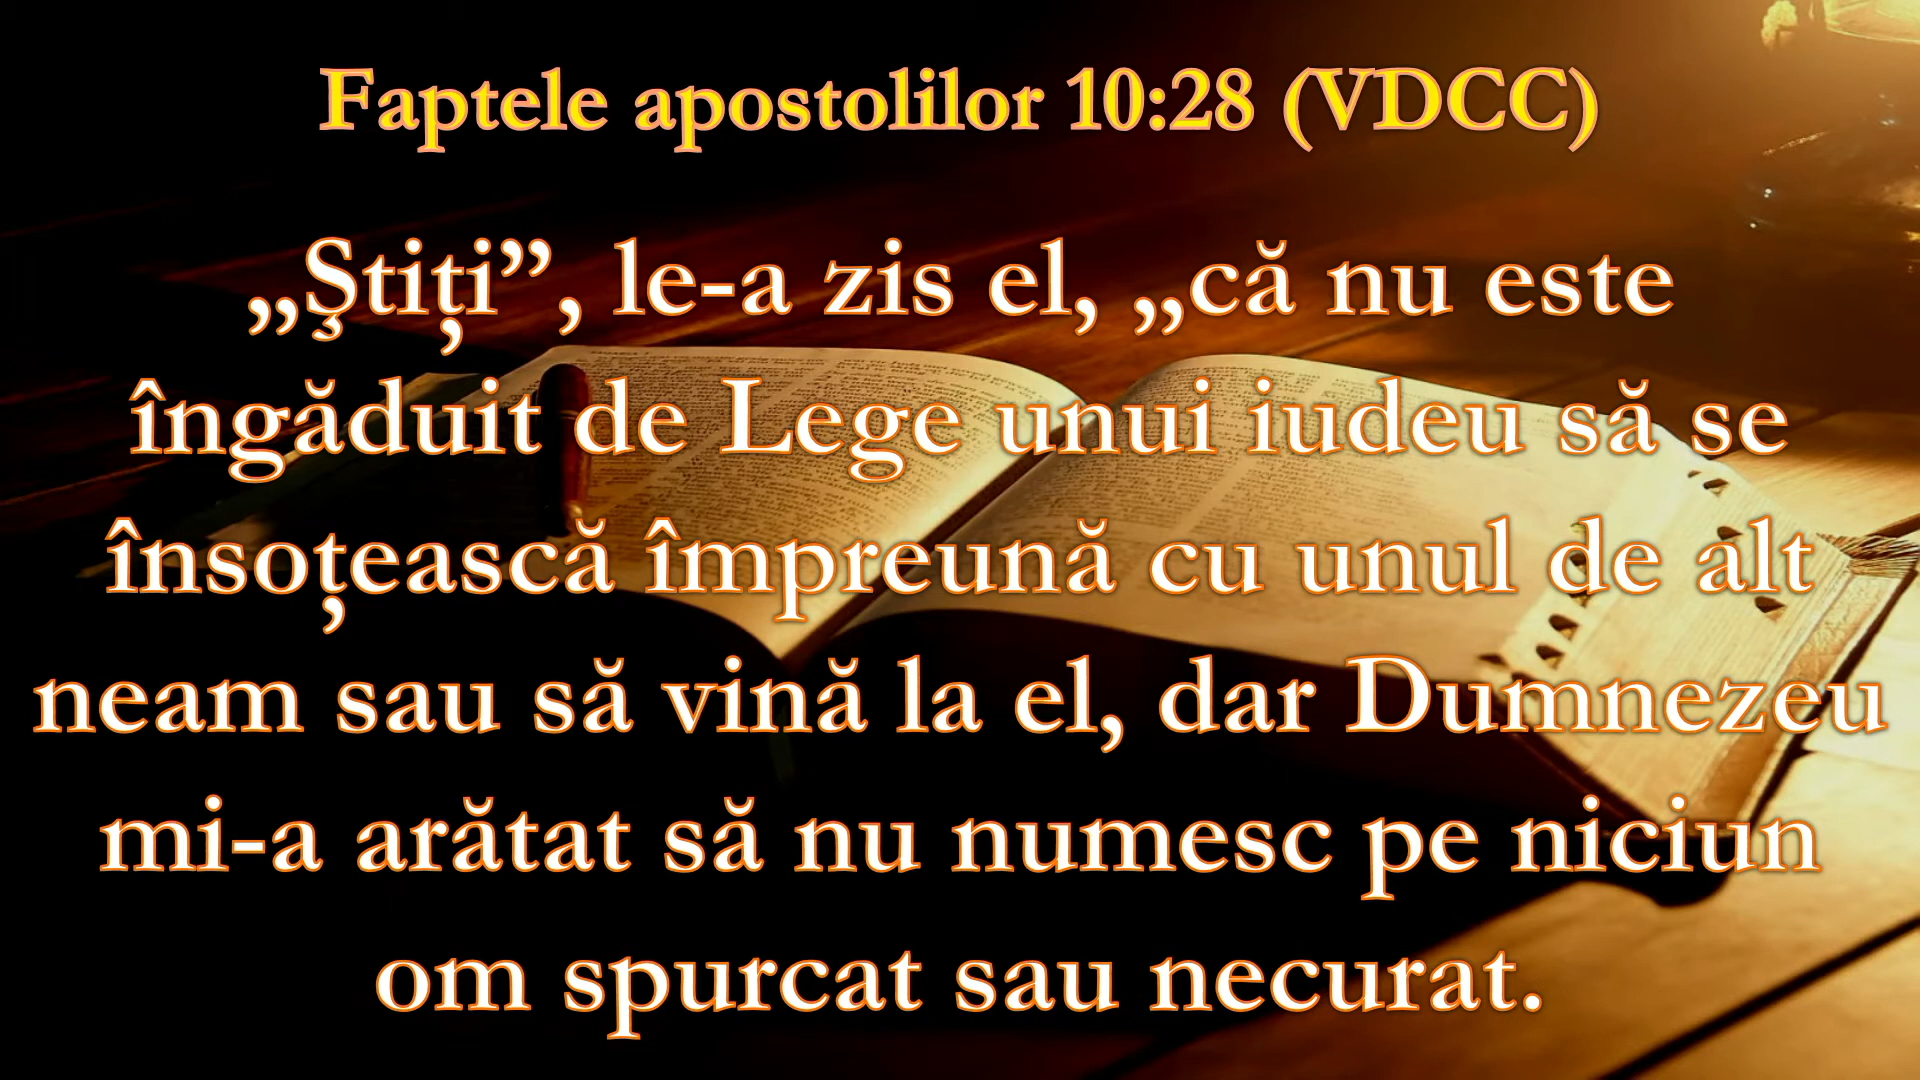 Faptele apostolilor 10:28 (VDCC)
„Ştiți”, le-a zis el, „că nu este
îngăduit de Lege unui iudeu să se
însoțească împreună cu unul de alt
neam sau să vină la el, dar Dumnezeu
mi-a arătat să nu numesc pe niciun
om spurcat sau necurat.